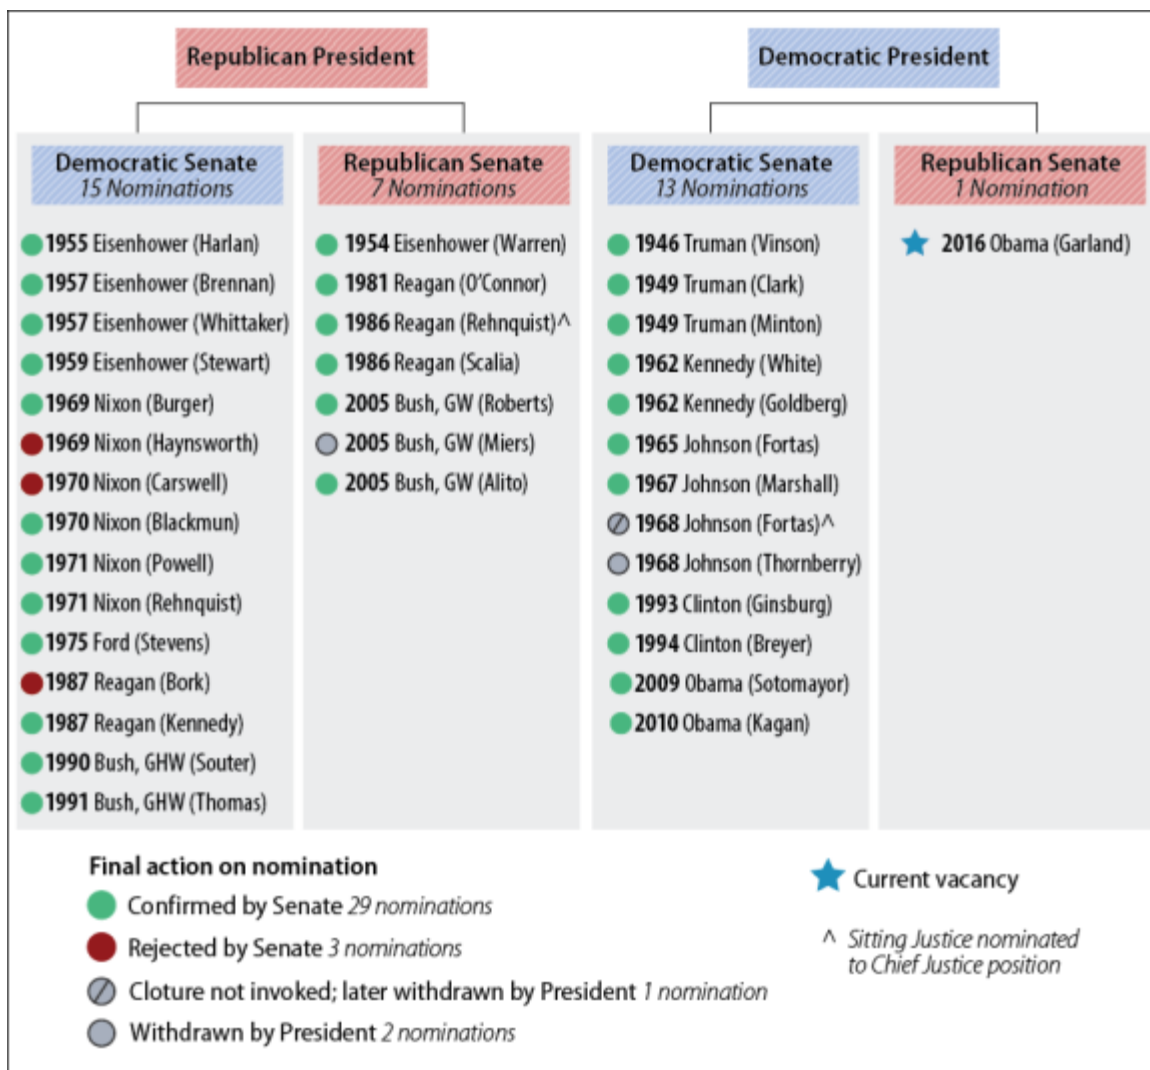 Republican President
Democratic President
Democratic Senate
15 Nominations
1955 Eisenhower (Harlan)
1957 Eisenhower (Brennan)
1957 Eisenhower (Whittaker)
1959 Eisenhower (Stewart)
1969 Nixon (Burger)
1969 Nixon (Haynsworth)
1970 Nixon (Carswell)
1970 Nixon (Blackmun)
1971 Nixon (Powell)
1971 Nixon (Rehnquist)
1975 Ford (Stevens)
1987 Reagan (Bork)
1987 Reagan (Kennedy)
1990 Bush, GHW (Souter)
1991 Bush, GHW (Thomas)
Republican Senate
7 Nominations
1954 Eisenhower (Warren)
1981 Reagan (O'Connor)
1986 Reagan (Rehnquist)^
1986 Reagan (Scalia)
2005 Bush, GW (Roberts)
2005 Bush, GW (Miers)
2005 Bush, GW (Alito)
Democratic Senate
13 Nominations
1946 Truman (Vinson)
1949 Truman (Clark)
1949 Truman (Minton)
1962 Kennedy (White)
1962 Kennedy (Goldberg)
1965 Johnson (Fortas)
1967 Johnson (Marshall)
1968 Johnson (Fortas)^
1968 Johnson (Thornberry)
1993 Clinton (Ginsburg)
1994 Clinton (Breyer)
2009 Obama (Sotomayor)
2010 Obama (Kagan)
Republican Senate
1 Nomination
2016 Obama (Garland)
Final action on nomination
Confirmed by Senate 29 nominations
Rejected by Senate 3 nominations
Cloture not invoked; later withdrawn by President 1 nomination
Withdrawn by President 2 nominations
Current vacancy
^ Sitting Justice nominated
to Chief Justice position